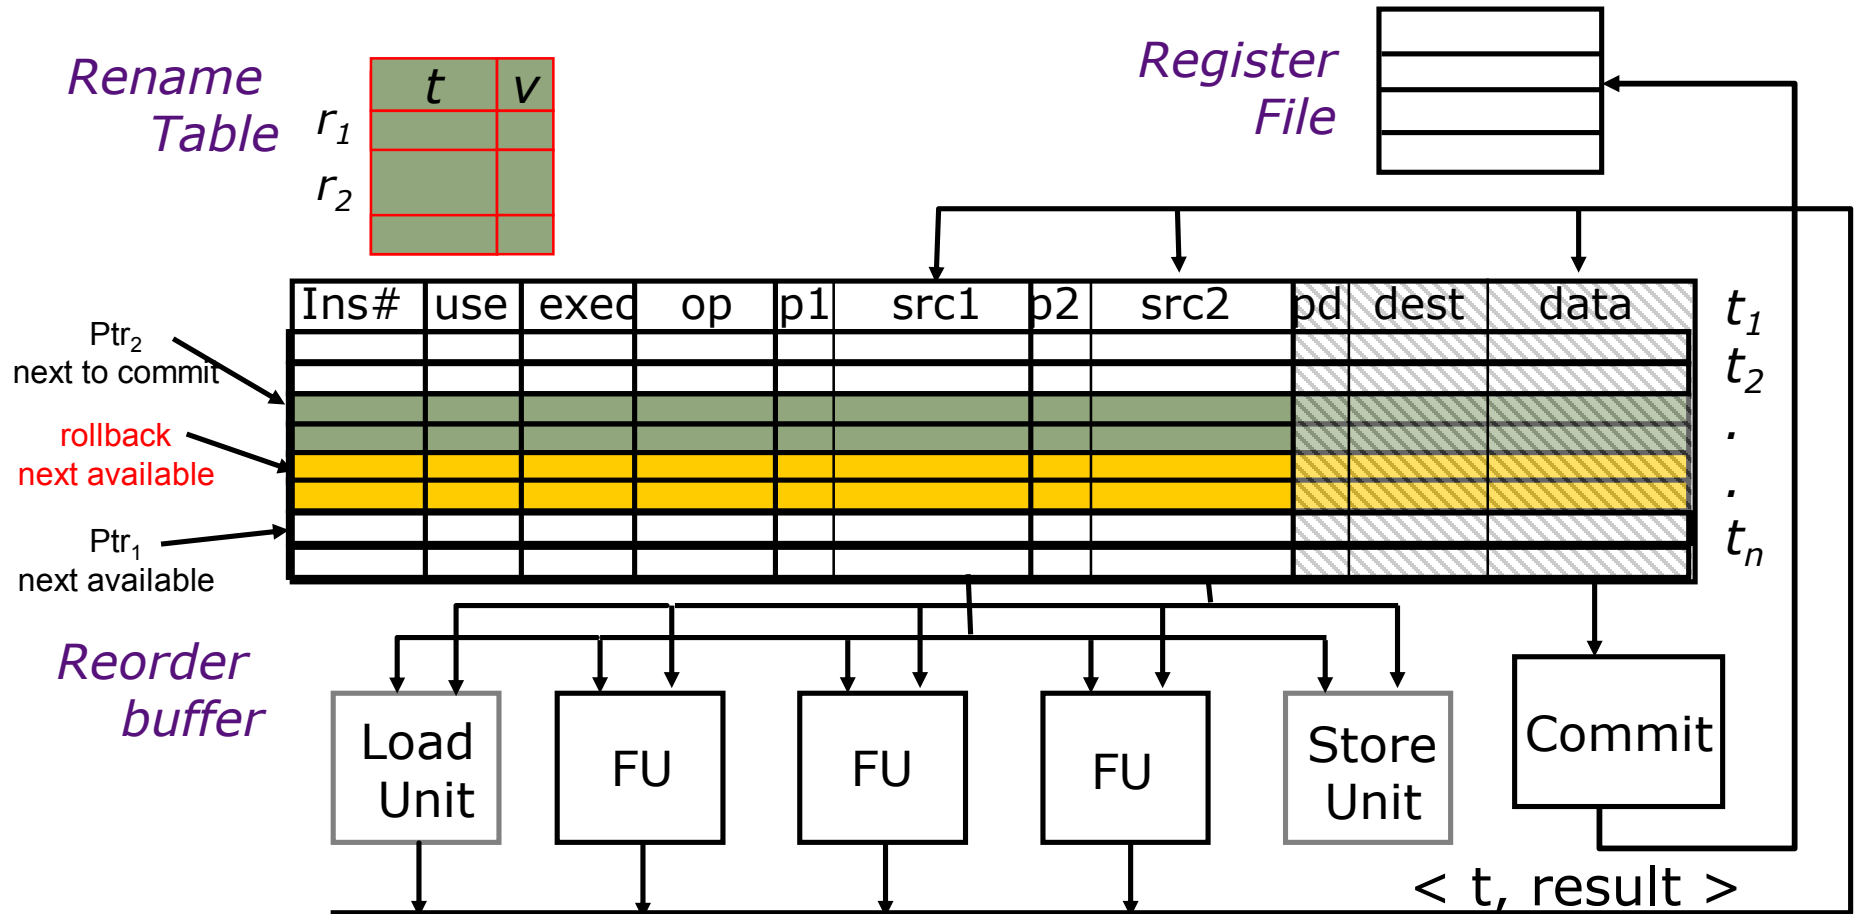 Rename
Table
t v
r1
r2
Register
File
Ins# use exec op p1 src1 p2 src2 pd dest data
t1
t2
.
.
tn
Ptr2
next to commit
rollback
next available
Ptr1
next available
Reorder
buffer
Load
Unit
FU
FU
FU
Store
Unit
Commit
< t, result >